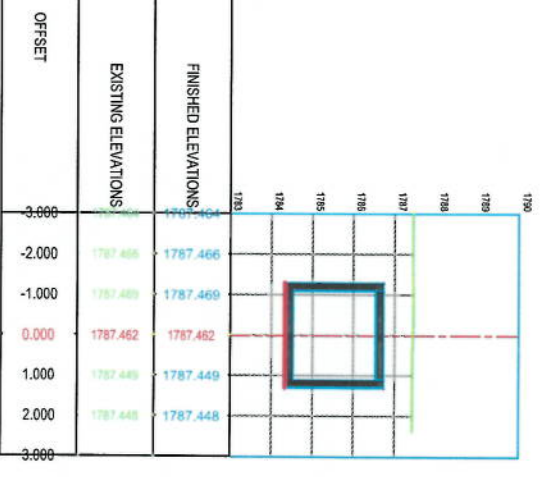 OFFSET
EXISTING ELEVATIONS
FINISHED ELEVATIONS
1783 1784 1785 1786 1787 1788 1789 1790
-3.000 1787.464 1787.464
-2.000 1787.466 1787.466
-1.000 1787.469 1787.469
0.000 1787.462 1787.462
1.000 1787.449 1787.449
2.000 1787.448 1787.448
3.000